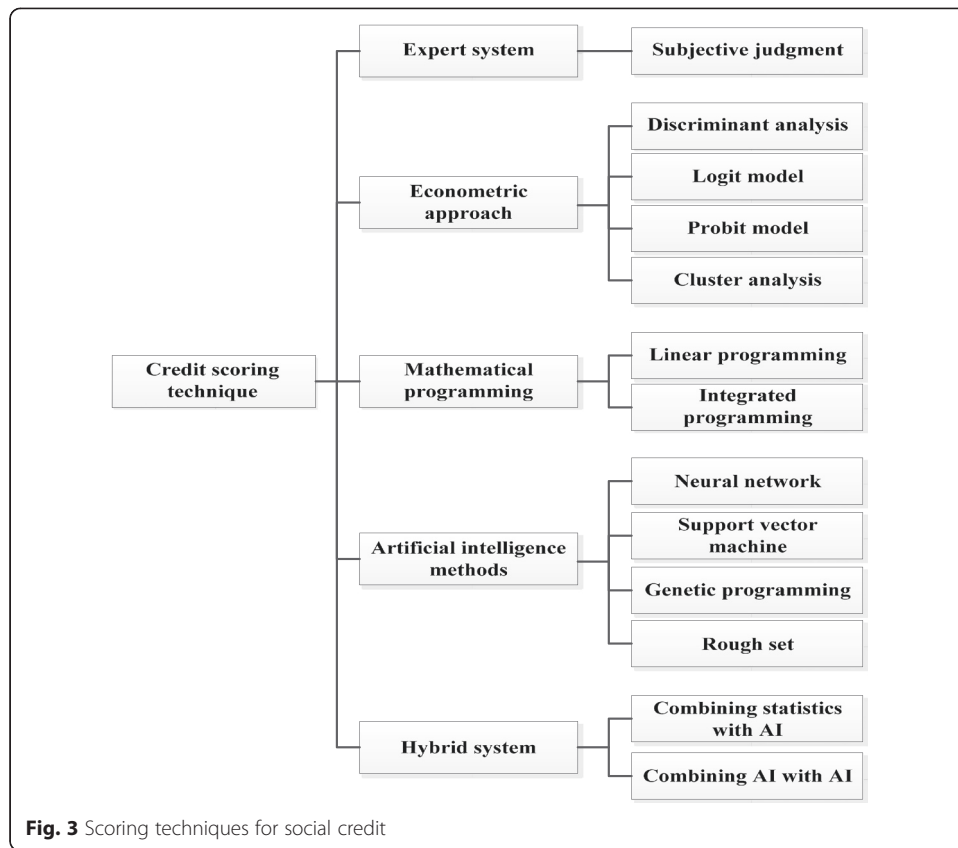 Expert system
Subjective judgment
Discriminant analysis
Logit model
Econometric
approach
Probit model
Cluster analysis
Credit scoring
technique
Mathematical
programming
Linear programming
Integrated
programming
Neural network
Support vector
machine
Artificial intelligence
methods
Genetic programming
Rough set
Combining statistics
with AI
Hybrid system
Combining AI with AI
Fig. 3 Scoring techniques for social credit